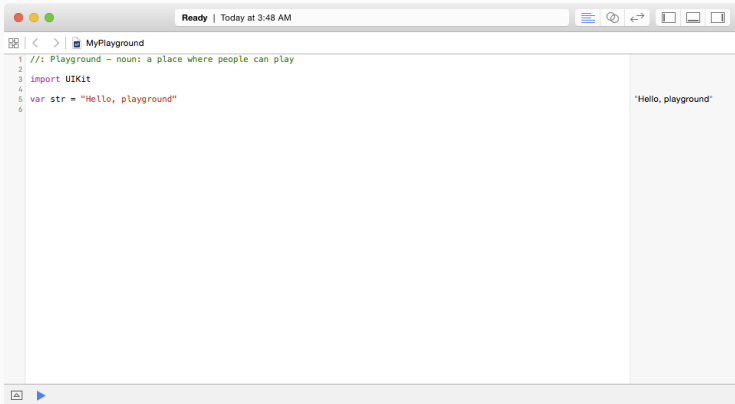 Ready | Today at 3:48 AM
MyPlayground
1 //: Playground - noun: a place where people can play
2
3 import UIKit
4
5 var str = "Hello, playground"
"Hello, playground"
6